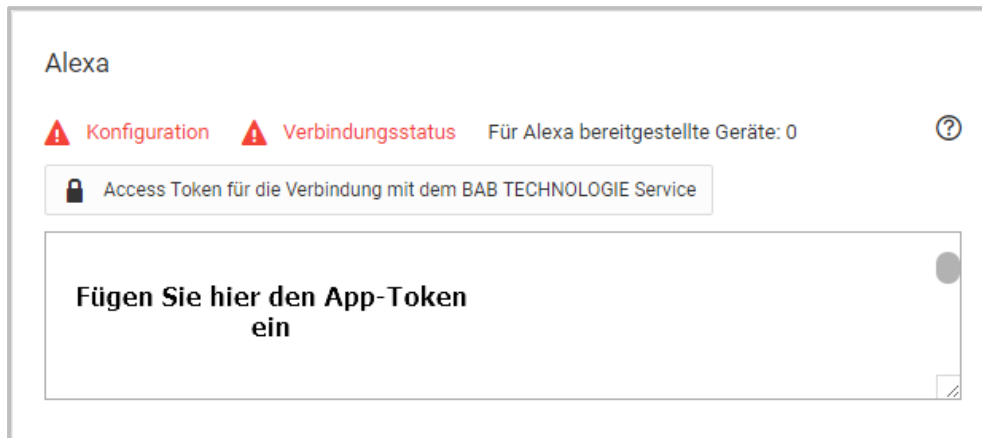 Alexa
Konfiguration Verbindungsstatus Für Alexa bereitgestellte Geräte: 0 ?
Access Token für die Verbindung mit dem BAB TECHNOLOGIE Service
Fügen Sie hier den App-Token
ein